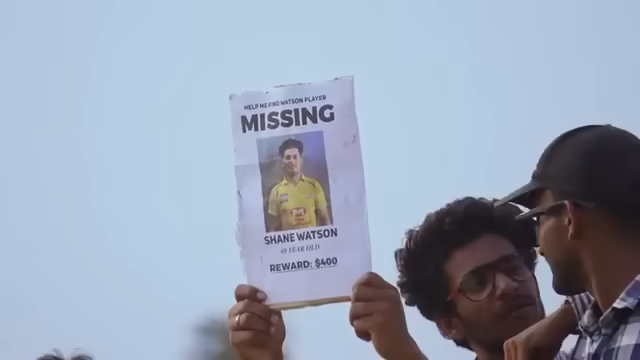 HELP ME FIND WATSON PLAYER
MISSING
SHANE WATSON
40 YEAR OLD
REWARD: $400